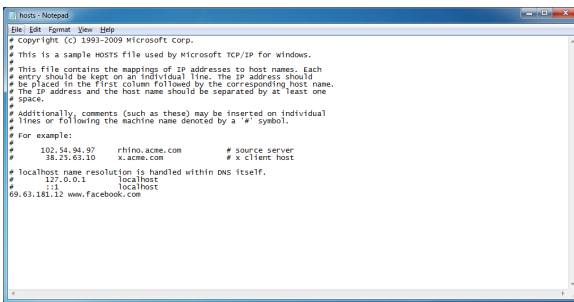 hosts - Notepad
File Edit Format View Help
# Copyright (c) 1993-2009 Microsoft Corp.
#
# This is a sample HOSTS file used by Microsoft TCP/IP for Windows.
#
# This file contains the mappings of IP addresses to host names. Each
# entry should be kept on an individual line. The IP address should
# be placed in the first column followed by the corresponding host name.
# The IP address and the host name should be separated by at least one
# space.
#
# Additionally, comments (such as these) may be inserted on individual
# lines or following the machine name denoted by a '#' symbol.
#
# For example:
#
#      102.54.94.97     rhino.acme.com          # source server
#       38.25.63.10     x.acme.com              # x client host

# localhost name resolution is handled within DNS itself.
#       127.0.0.1       localhost
#       ::1             localhost
69.63.181.12 www.facebook.com